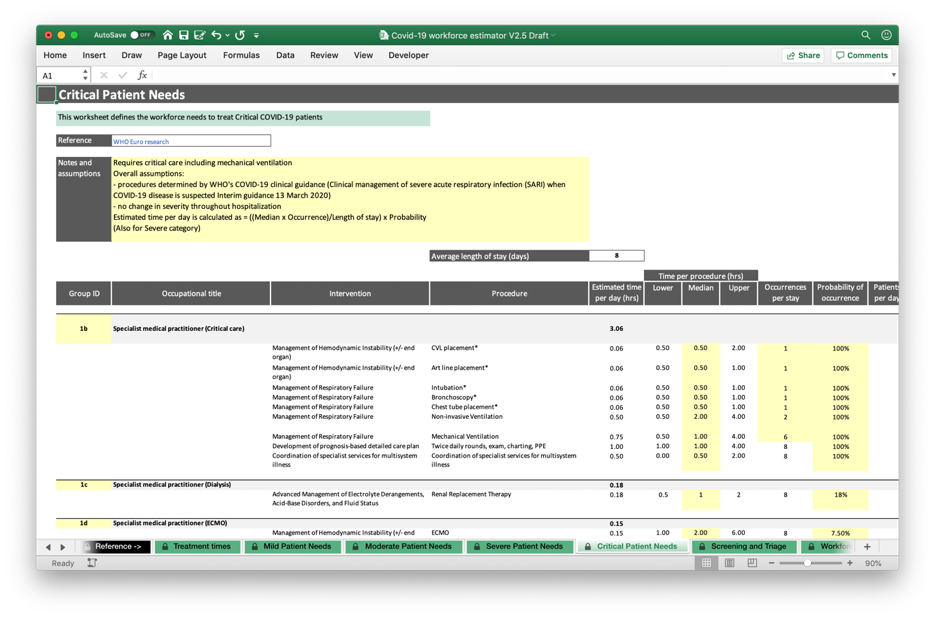 AutoSave OFF
Covid-19 workforce estimator V2.5 Draft
Home Insert Draw Page Layout Formulas Data Review View Developer Share Comments
A1 fx
Critical Patient Needs
This worksheet defines the workforce needs to treat Critical COVID-19 patients
Reference WHO Euro research
Notes and assumptions
Requires critical care including mechanical ventilation
Overall assumptions:
- procedures determined by WHO's COVID-19 clinical guidance (Clinical management of severe acute respiratory infection (SARI) when
COVID-19 disease is suspected Interim guidance 13 March 2020)
- no change in severity throughout hospitalization
Estimated time per day is calculated as = ((Median x Occurrence)/Length of stay) x Probability
(Also for Severe category)
Average length of stay (days) 8
Time per procedure (hrs)
Group ID Occupational title Intervention Procedure Estimated time per day (hrs) Lower Median Upper Occurrences per stay Probability of occurrence Patients per day
1b Specialist medical practitioner (Critical care) 3.06
Management of Hemodynamic Instability (+/- end organ) CVL placement* 0.06 0.50 0.50 2.00 1 100%
Management of Hemodynamic Instability (+/- end organ) Art line placement* 0.06 0.50 0.50 1.00 1 100%
Management of Respiratory Failure Intubation* 0.06 0.50 0.50 1.00 1 100%
Management of Respiratory Failure Bronchoscopy* 0.06 0.50 0.50 1.00 1 100%
Management of Respiratory Failure Chest tube placement* 0.06 0.50 0.50 1.00 1 100%
Management of Respiratory Failure Non-invasive Ventilation 0.50 0.50 2.00 4.00 2 100%
Management of Respiratory Failure Mechanical Ventilation 0.75 0.50 1.00 4.00 6 100%
Development of prognosis-based detailed care plan Twice daily rounds, exam, charting, PPE 1.00 1.00 1.00 4.00 8 100%
Coordination of specialist services for multisystem illness Coordination of specialist services for multisystem illness 0.50 0.00 0.50 2.00 8 100%
1c Specialist medical practitioner (Dialysis) 0.18
Advanced Management of Electrolyte Derangements, Acid-Base Disorders, and Fluid Status Renal Replacement Therapy 0.18 0.5 1 2 8 18%
1d Specialist medical practitioner (ECMO) 0.15
Management of Hemodynamic Instability (+/- end ECMO 0.15 1.00 2.00 6.00 8 7.50%
Reference -> Treatment times Mild Patient Needs Moderate Patient Needs Severe Patient Needs Critical Patient Needs Screening and Triage Workfor
Ready 90%